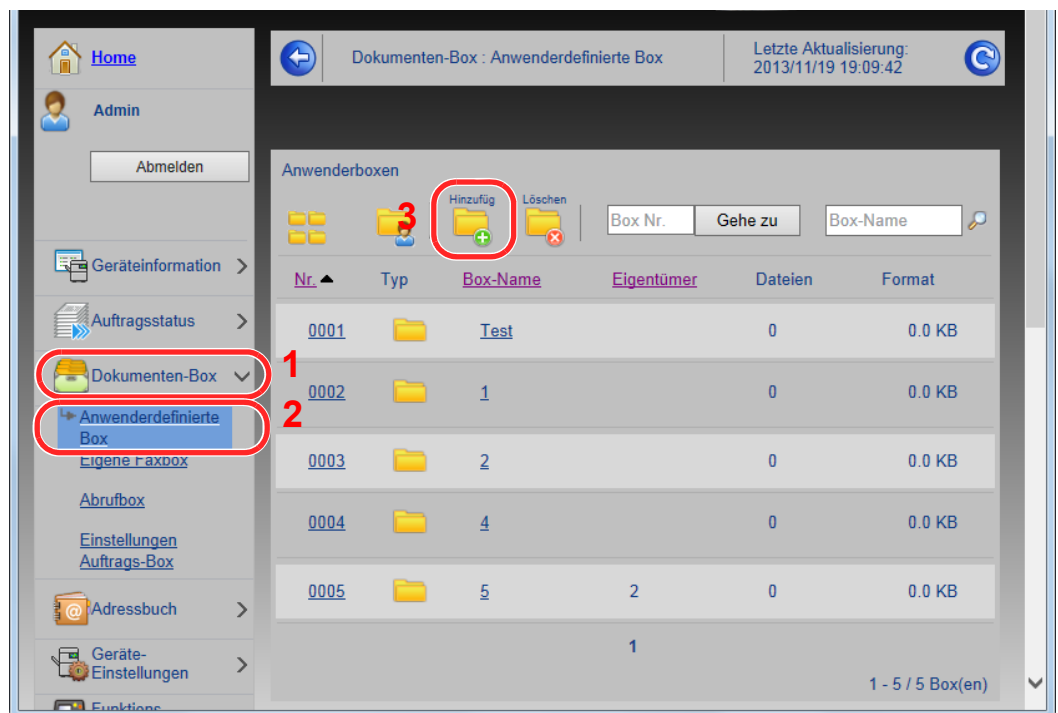 Home
Admin
Abmelden
Geräteinformation
Auftragsstatus
Dokumenten-Box
1
Anwenderdefinierte
Box
2
Eigene Faxbox
Abrufbox
Einstellungen
Auftrags-Box
Adressbuch
Geräte-
Einstellungen
Funktions
Dokumenten-Box : Anwenderdefinierte Box
Letzte Aktualisierung:
2013/11/19 19:09:42
Anwenderboxen
3
Hinzufüg
Löschen
Box Nr.
Gehe zu
Box-Name
Nr. Typ Box-Name Eigentümer Dateien Format
0001 Test 0 0.0 KB
0002 1 0 0.0 KB
0003 2 0 0.0 KB
0004 4 0 0.0 KB
0005 5 2 0 0.0 KB
1
1 - 5 / 5 Box(en)